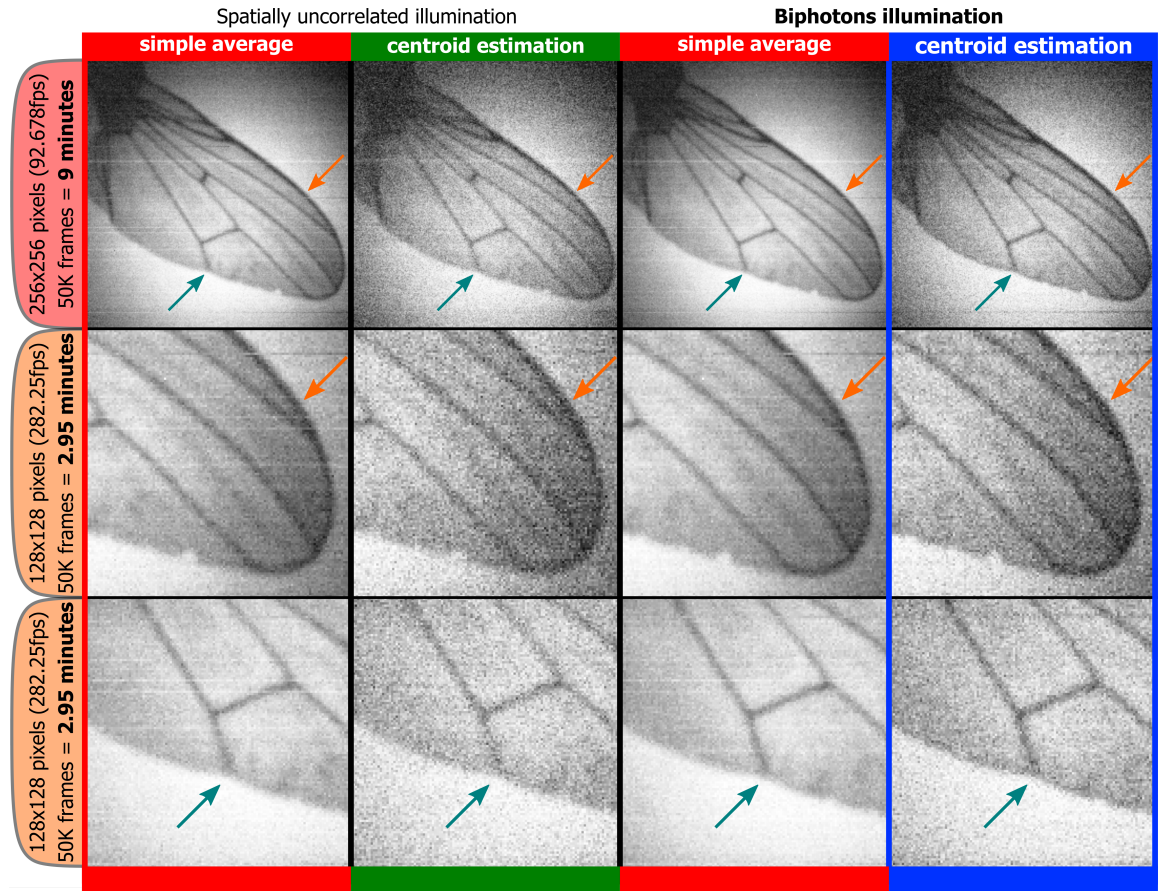 Spatially uncorrelated illumination
Biphotons illumination
simple average
centroid estimation
simple average
centroid estimation
256x256 pixels (92.678fps)
50K frames = 9 minutes
128x128 pixels (282.25fps)
50K frames = 2.95 minutes
128x128 pixels (282.25fps)
50K frames = 2.95 minutes